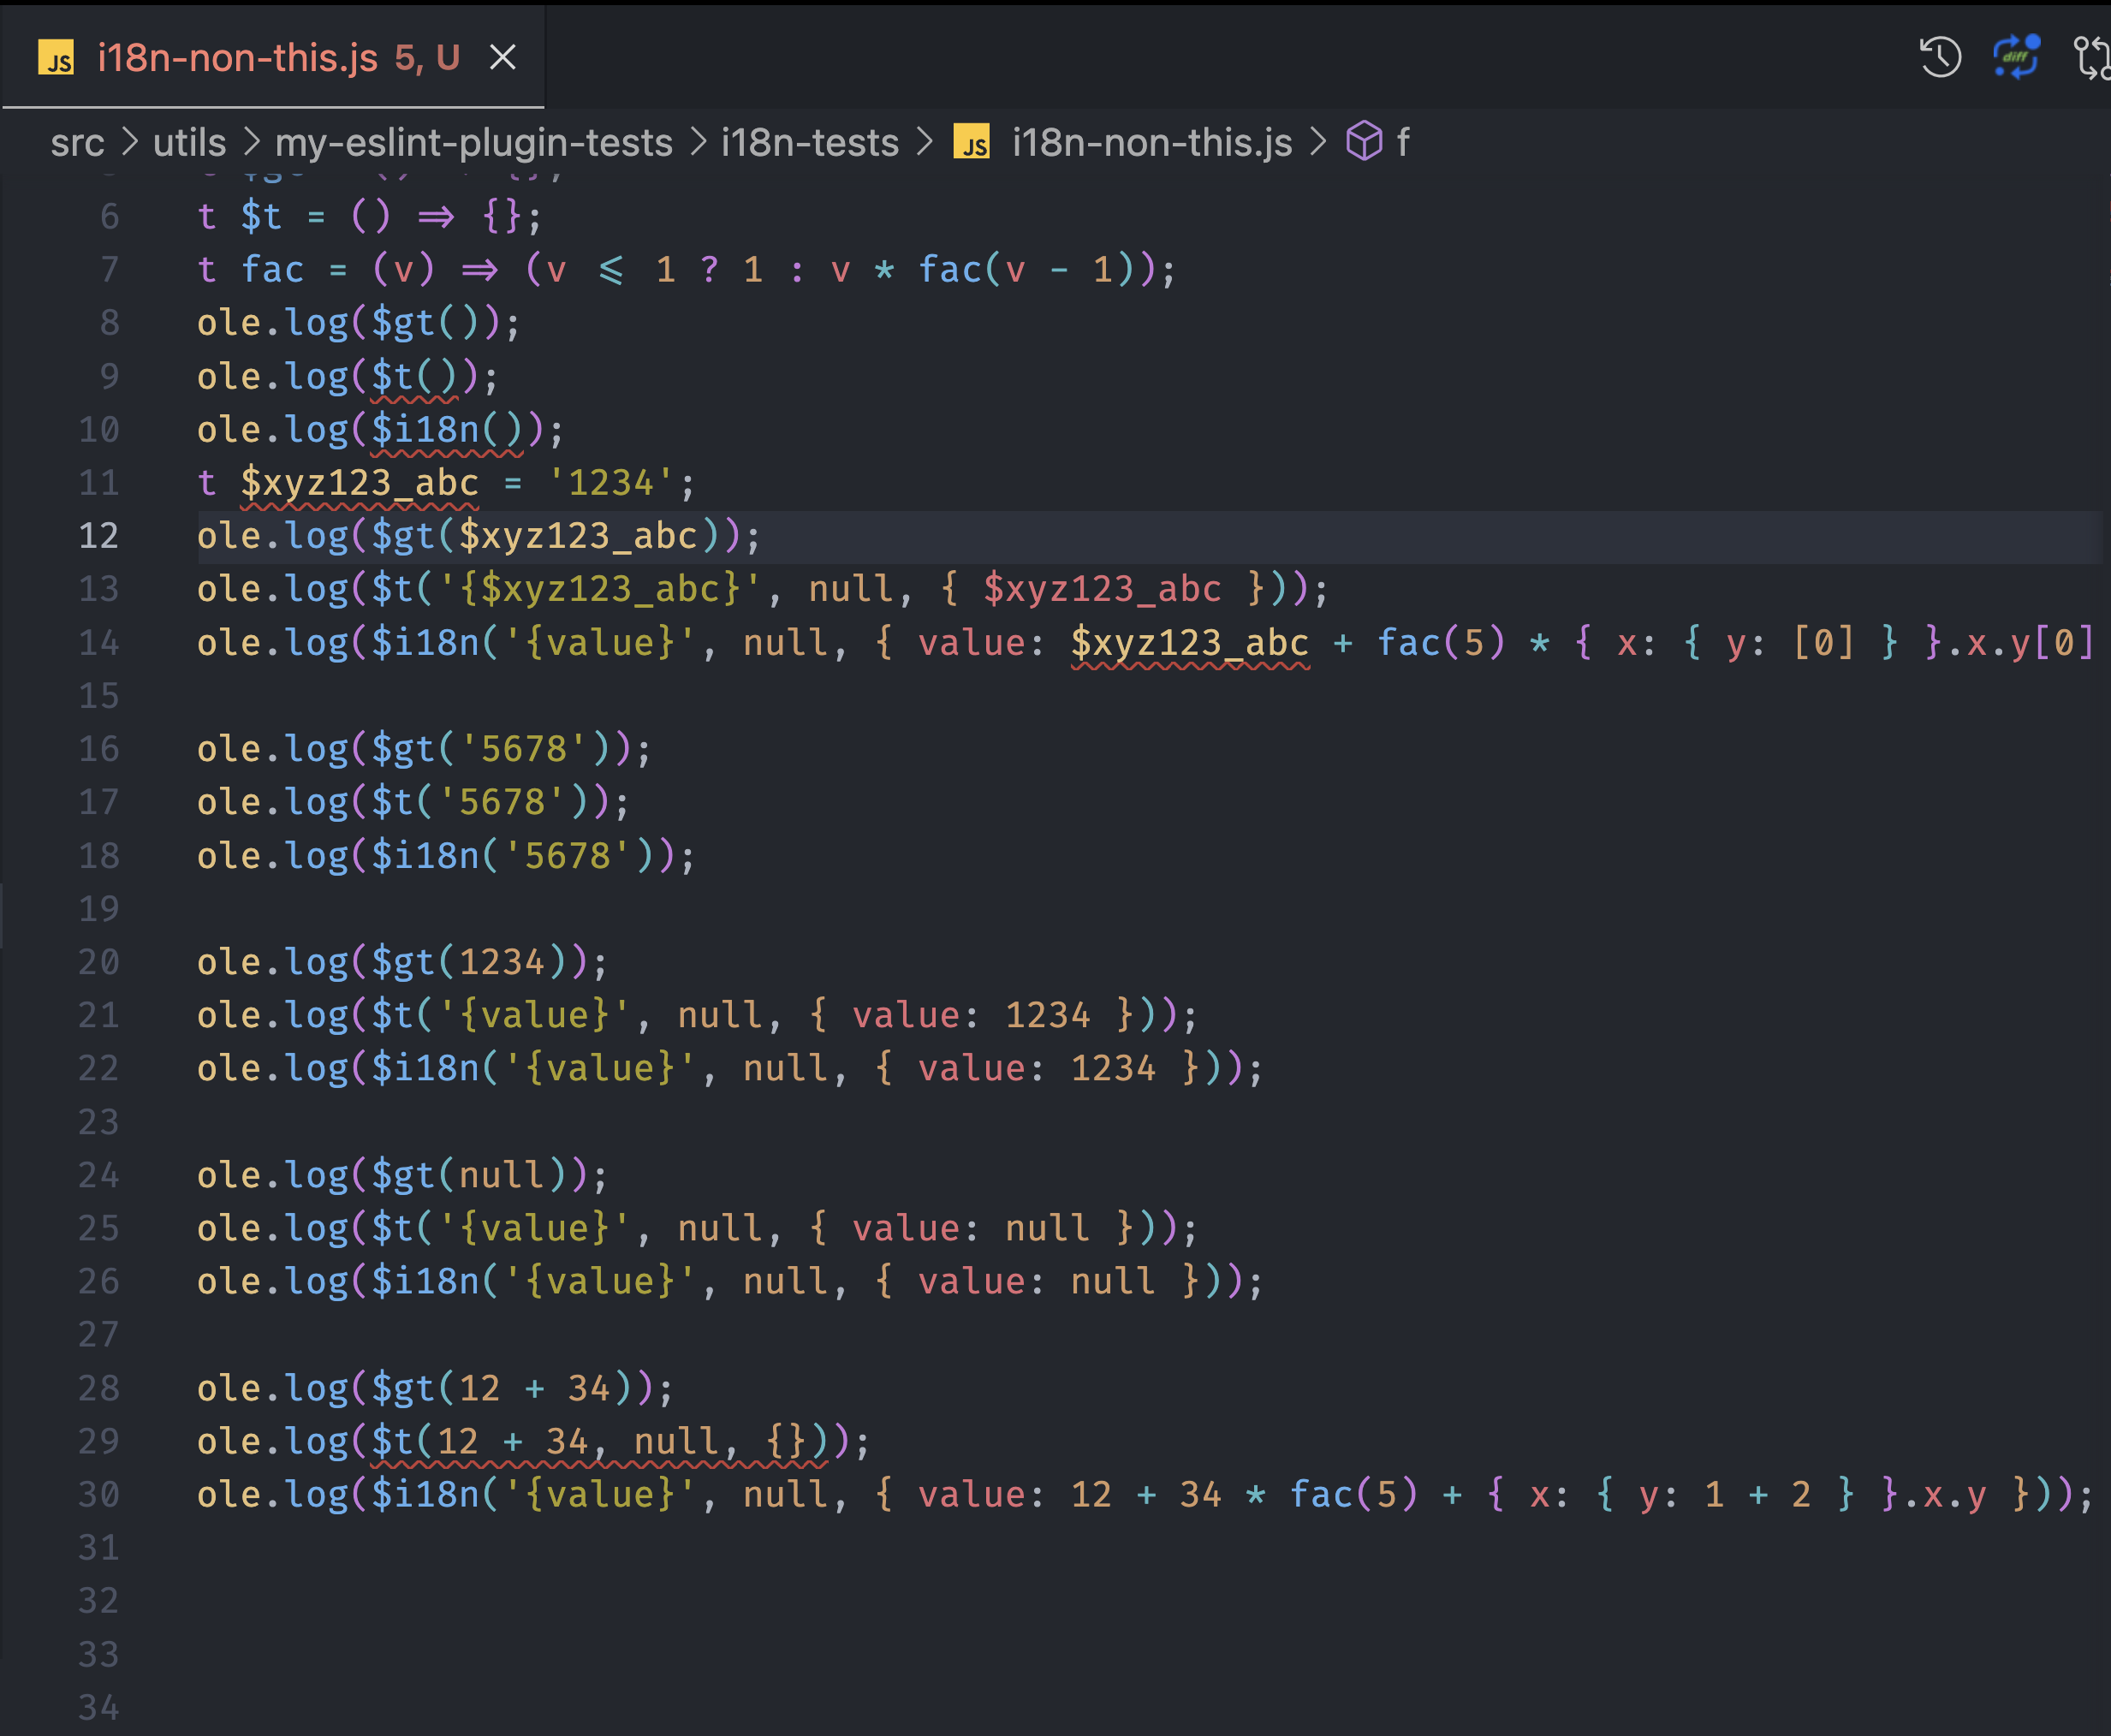 JS i18n-non-this.js 5, U
diff
src > utils > my-eslint-plugin-tests > i18n-tests > JS i18n-non-this.js > f
6 t $t = () => {};
7 t fac = (v) => (v <= 1 ? 1 : v * fac(v - 1));
8 ole.log($gt());
9 ole.log($t());
10 ole.log($i18n());
11 t $xyz123_abc = '1234';
12 ole.log($gt($xyz123_abc));
13 ole.log($t('{$xyz123_abc}', null, { $xyz123_abc }));
14 ole.log($i18n('{value}', null, { value: $xyz123_abc + fac(5) * { x: { y: [0] } }.x.y[0]
15
16 ole.log($gt('5678'));
17 ole.log($t('5678'));
18 ole.log($i18n('5678'));
19
20 ole.log($gt(1234));
21 ole.log($t('{value}', null, { value: 1234 }));
22 ole.log($i18n('{value}', null, { value: 1234 }));
23
24 ole.log($gt(null));
25 ole.log($t('{value}', null, { value: null }));
26 ole.log($i18n('{value}', null, { value: null }));
27
28 ole.log($gt(12 + 34));
29 ole.log($t(12 + 34, null, {}));
30 ole.log($i18n('{value}', null, { value: 12 + 34 * fac(5) + { x: { y: 1 + 2 } }.x.y }));
31
32
33
34